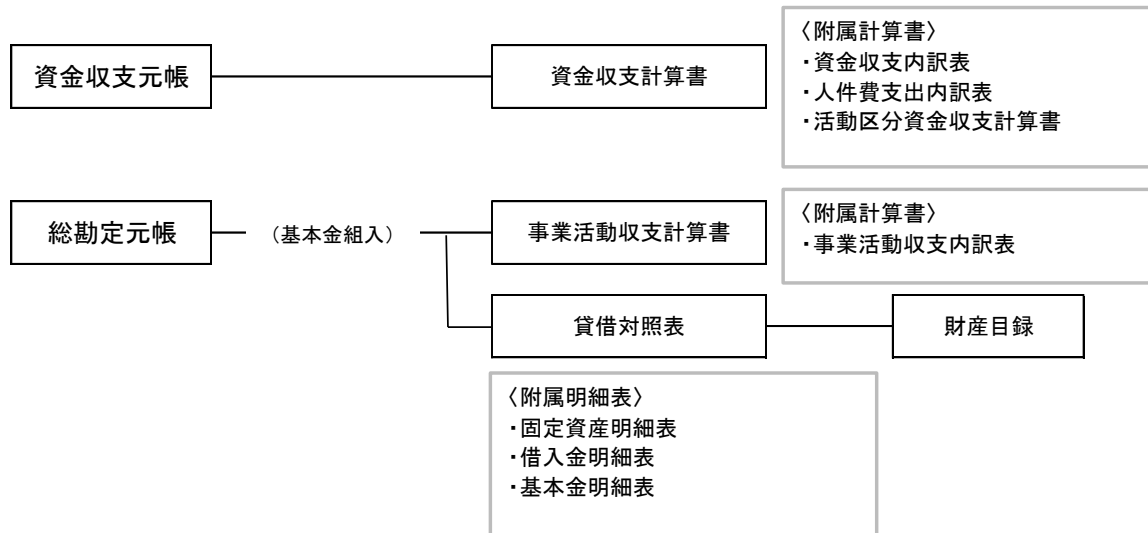 資金収支元帳
資金収支計算書
〈附属計算書〉
・資金収支内訳表
・人件費支出内訳表
・活動区分資金収支計算書
総勘定元帳
（基本金組入）
事業活動収支計算書
〈附属計算書〉
・事業活動収支内訳表
貸借対照表
財産目録
〈附属明細表〉
・固定資産明細表
・借入金明細表
・基本金明細表